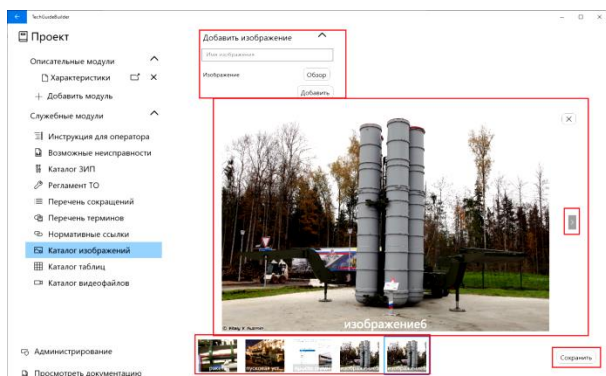 TechGuideBuilder
Проект
Описательные модули
Характеристики
Добавить модуль
Служебные модули
Инструкция для оператора
Возможные неисправности
Каталог ЗИП
Регламент ТО
Перечень сокращений
Перечень терминов
Нормативные ссылки
Каталог изображений
Каталог таблиц
Каталог видеофайлов
Администрирование
Просмотреть документацию
Добавить изображение
Имя изображения
Изображение
Обзор
Добавить
изображение6
Сохранить